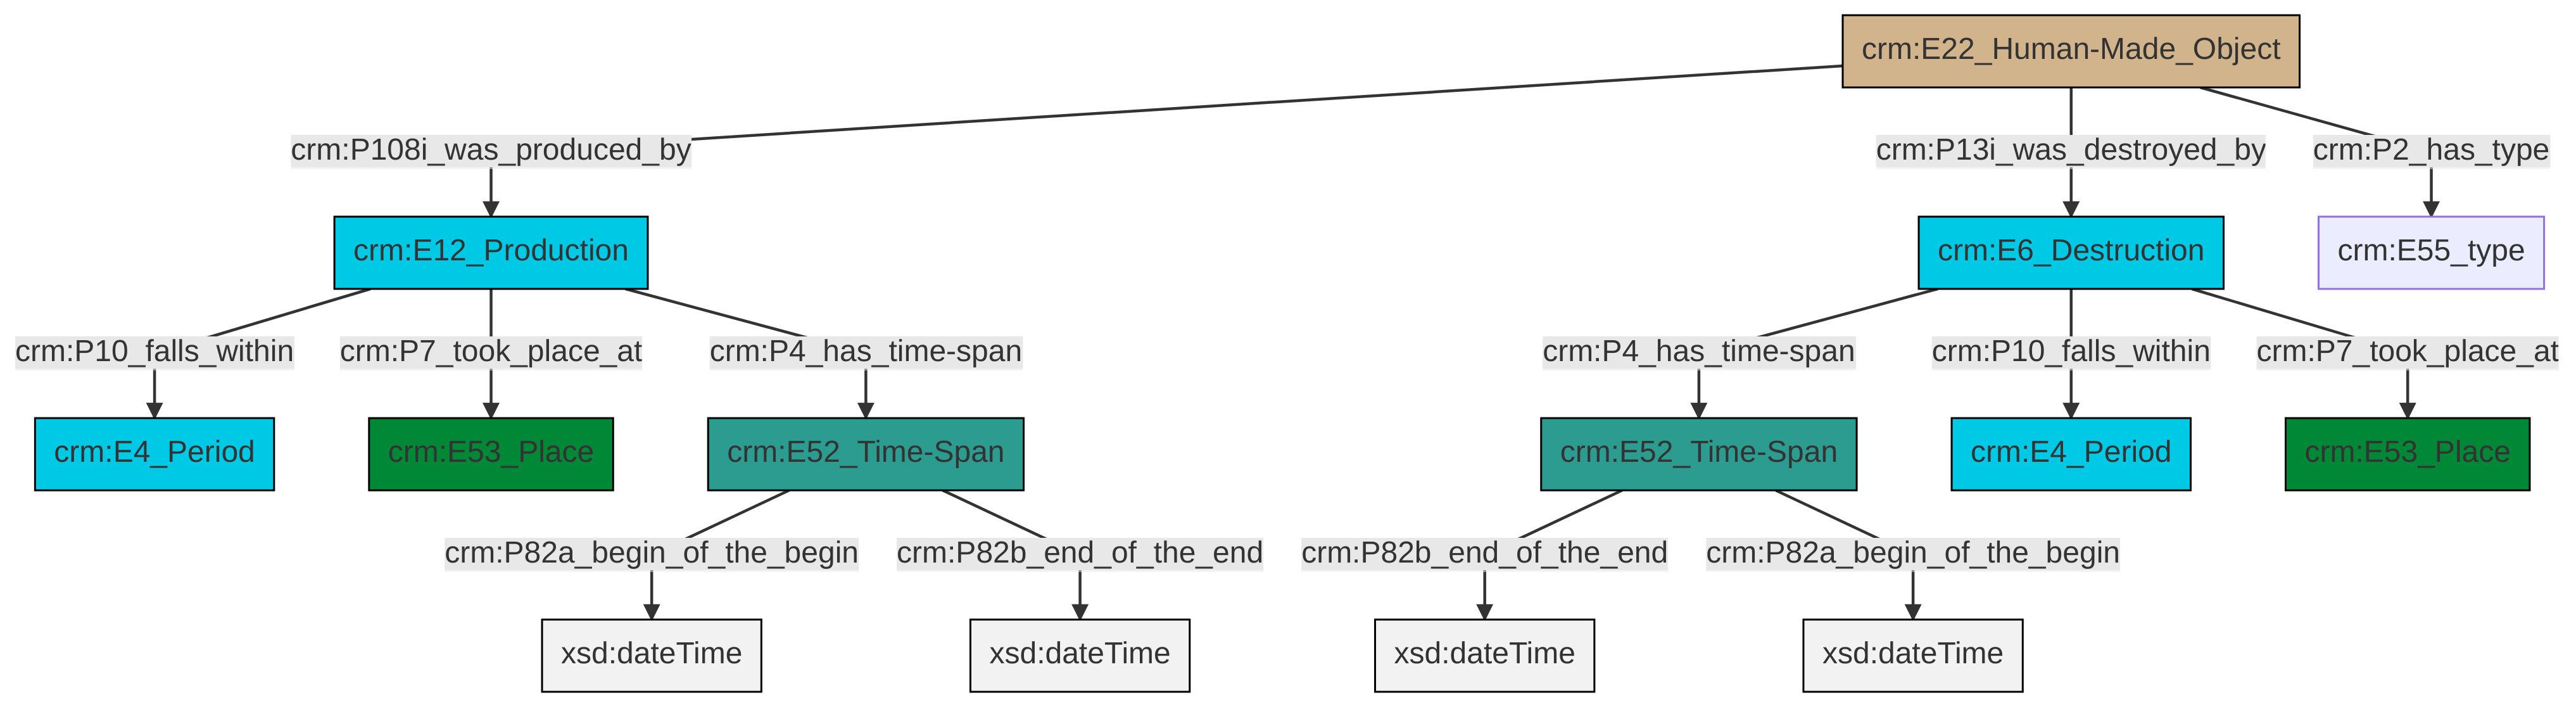 crm:E22_Human-Made_Object
crm:P108i_was_produced_by
crm:P13i_was_destroyed_by
crm:P2_has_type
crm:E12_Production
crm:E6_Destruction
crm:E55_type
crm:P10_falls_within
crm:P7_took_place_at
crm:P4_has_time-span
crm:P4_has_time-span
crm:P10_falls_within
crm:P7_took_place_at
crm:E4_Period
crm:E53_Place
crm:E52_Time-Span
crm:E52_Time-Span
crm:E4_Period
crm:E53_Place
crm:P82a_begin_of_the_begin
crm:P82b_end_of_the_end
crm:P82b_end_of_the_end
crm:P82a_begin_of_the_begin
xsd:dateTime
xsd:dateTime
xsd:dateTime
xsd:dateTime